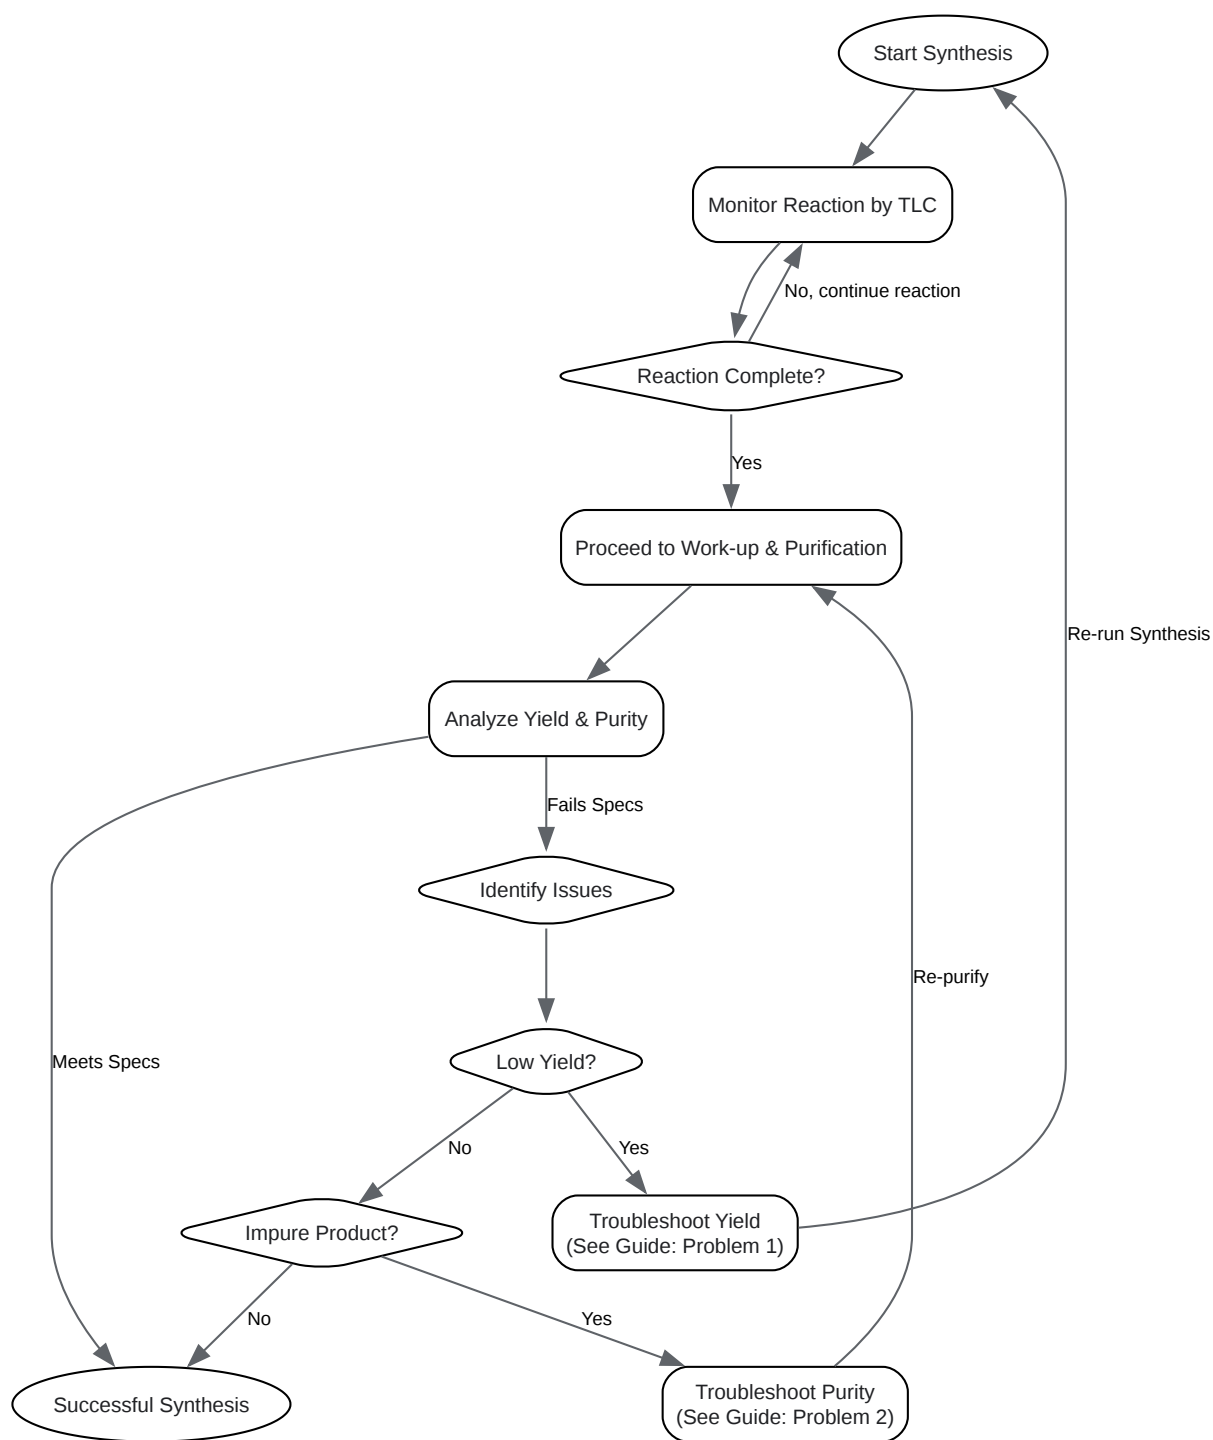 Start Synthesis
Monitor Reaction by TLC
No, continue reaction
Reaction Complete?
Yes
Proceed to Work-up & Purification
Re-run Synthesis
Analyze Yield & Purity
Fails Specs
Identify Issues
Re-purify
Meets Specs
Low Yield?
No
Yes
Troubleshoot Yield
(See Guide: Problem 1)
Impure Product?
No
Yes
Successful Synthesis
Troubleshoot Purity
(See Guide: Problem 2)